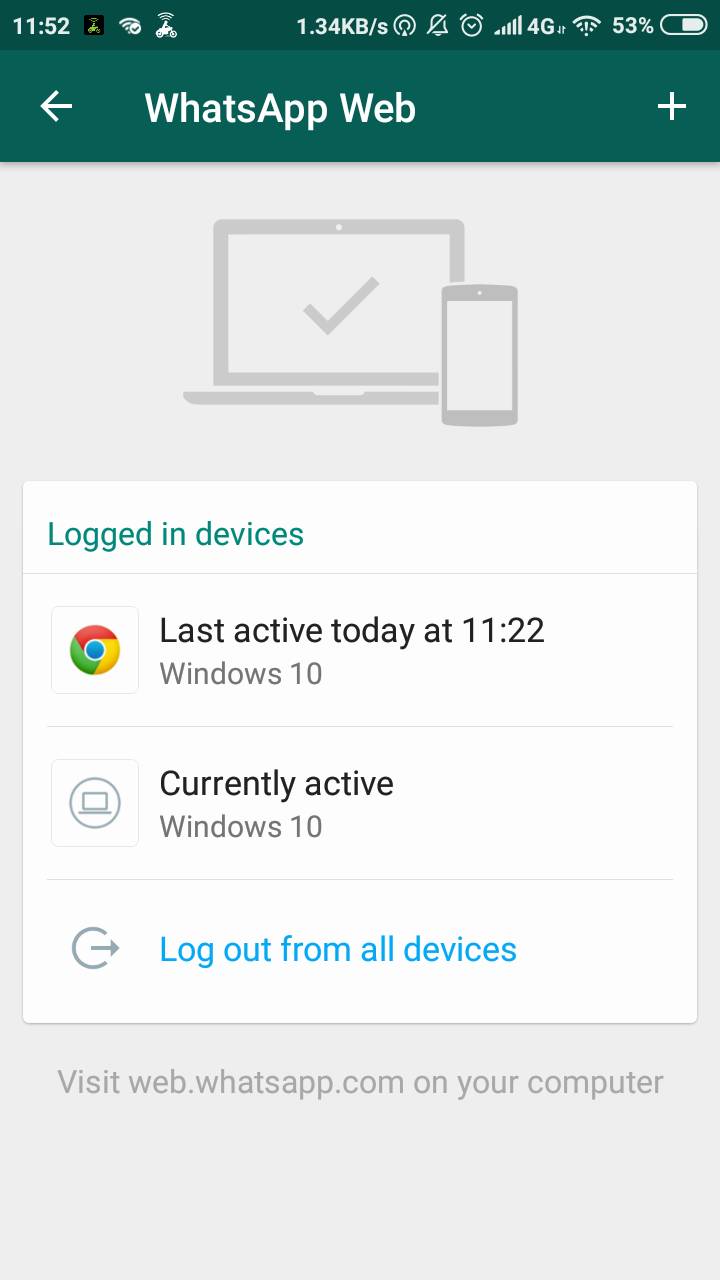 11:52 1.34KB/s 4G 53%
WhatsApp Web
Logged in devices
Last active today at 11:22
Windows 10
Currently active
Windows 10
Log out from all devices
Visit web.whatsapp.com on your computer